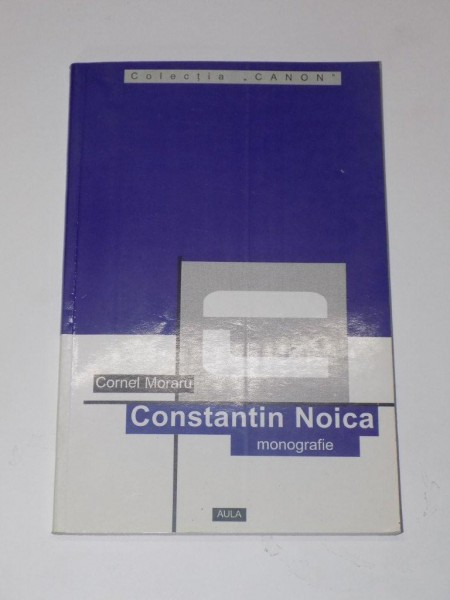 Colecția „CANON”
Cornel Moraru
Constantin Noica
monografie
AULA